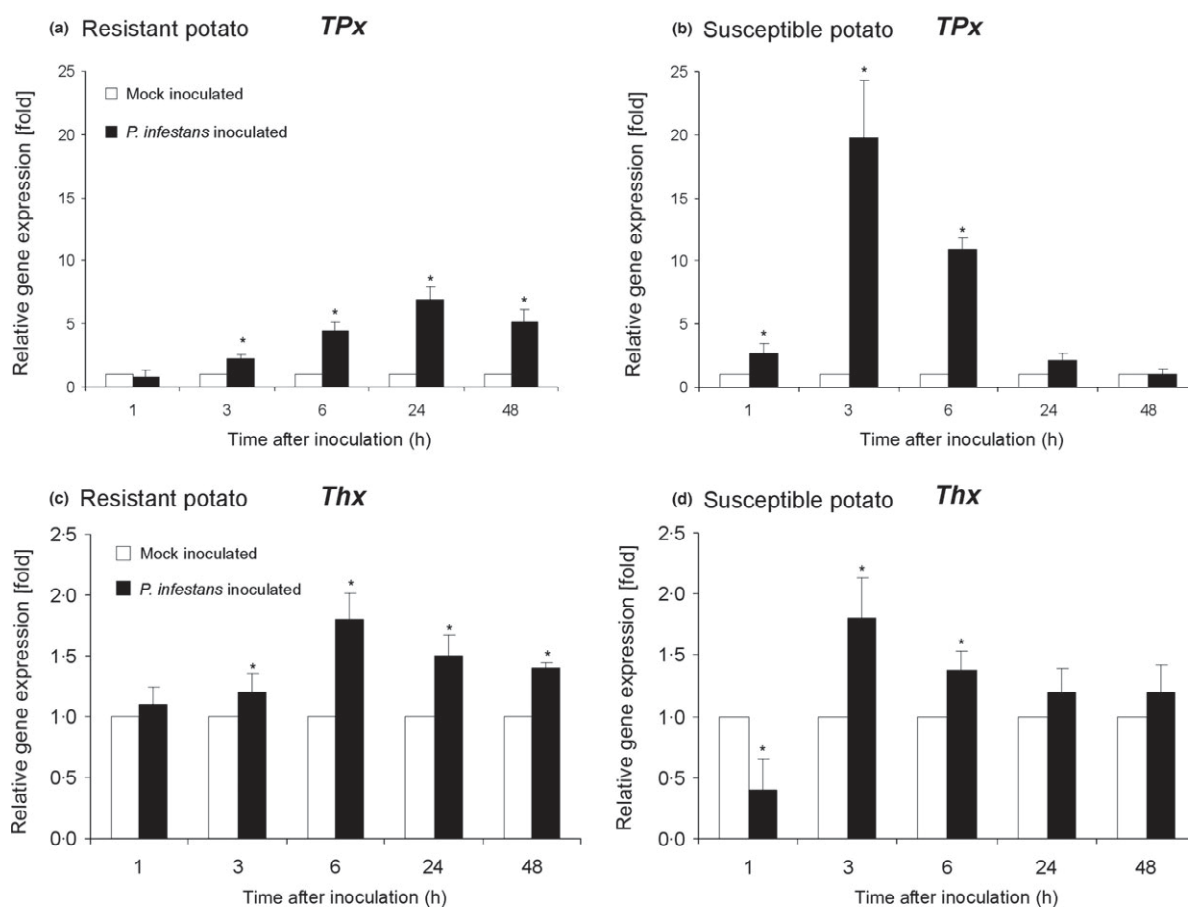 (a) Resistant potato TPx
25
20
15
10
5
0
Relative gene expression [fold]
Mock inoculated
P. infestans inoculated
*
*
*
*
1 3 6 24 48
Time after inoculation (h)
(b) Susceptible potato TPx
25
20
15
10
5
0
Relative gene expression [fold]
*
*
*
1 3 6 24 48
Time after inoculation (h)
(c) Resistant potato Thx
2·5
2·0
1·5
1·0
0·5
0·0
Relative gene expression [fold]
Mock inoculated
P. infestans inoculated
*
*
*
*
1 3 6 24 48
Time after inoculation (h)
(d) Susceptible potato Thx
2·5
2·0
1·5
1·0
0·5
0·0
Relative gene expression [fold]
*
*
*
1 3 6 24 48
Time after inoculation (h)